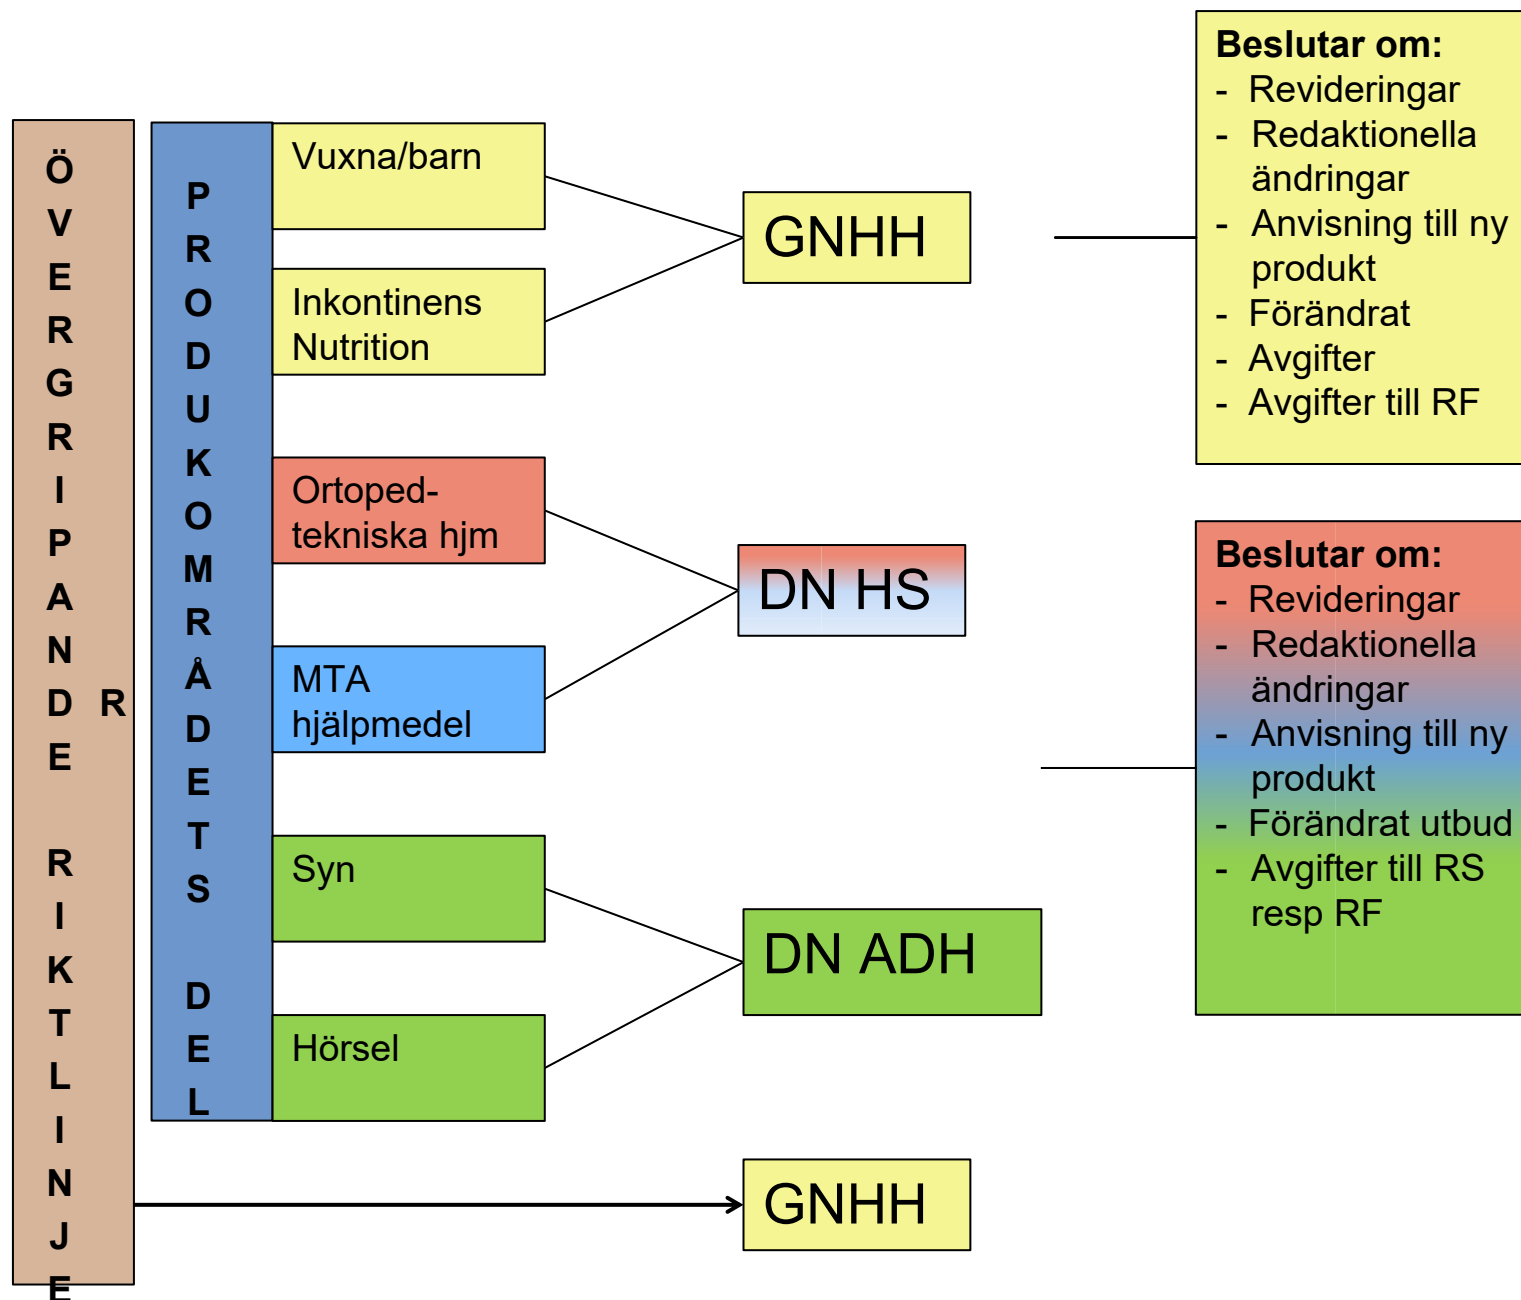 ÖVERGRIPANDE RIKTLINJE
R
PRODUKOMRÅDETS DEL
Vuxna/barn
Inkontinens
Nutrition
Ortoped-
tekniska hjm
MTA
hjälpmedel
Syn
Hörsel
GNHH
DN HS
DN ADH
GNHH
Beslutar om:
- Revideringar
- Redaktionella
ändringar
- Anvisning till ny
produkt
- Förändrat
- Avgifter
- Avgifter till RF
Beslutar om:
- Revideringar
- Redaktionella
ändringar
- Anvisning till ny
produkt
- Förändrat utbud
- Avgifter till RS
resp RF